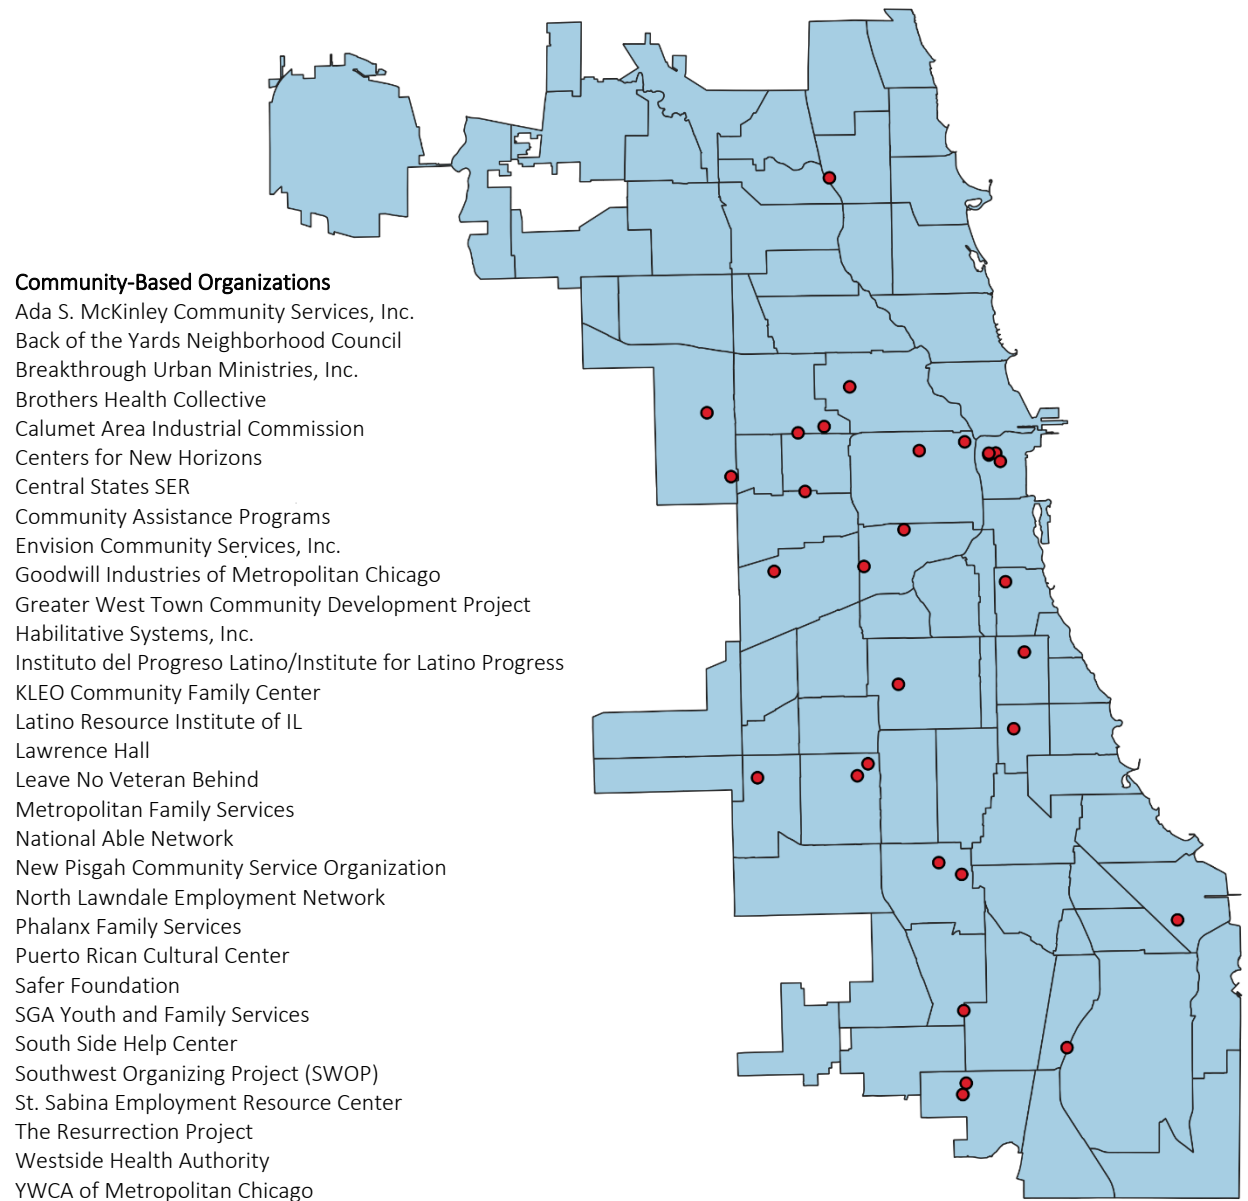 Community-Based Organizations
Ada S. McKinley Community Services, Inc.
Back of the Yards Neighborhood Council
Breakthrough Urban Ministries, Inc.
Brothers Health Collective
Calumet Area Industrial Commission
Centers for New Horizons
Central States SER
Community Assistance Programs
Envision Community Services, Inc.
Goodwill Industries of Metropolitan Chicago
Greater West Town Community Development Project
Habilitative Systems, Inc.
Instituto del Progreso Latino/Institute for Latino Progress
KLEO Community Family Center
Latino Resource Institute of IL
Lawrence Hall
Leave No Veteran Behind
Metropolitan Family Services
National Able Network
New Pisgah Community Service Organization
North Lawndale Employment Network
Phalanx Family Services
Puerto Rican Cultural Center
Safer Foundation
SGA Youth and Family Services
South Side Help Center
Southwest Organizing Project (SWOP)
St. Sabina Employment Resource Center
The Resurrection Project
Westside Health Authority
YWCA of Metropolitan Chicago